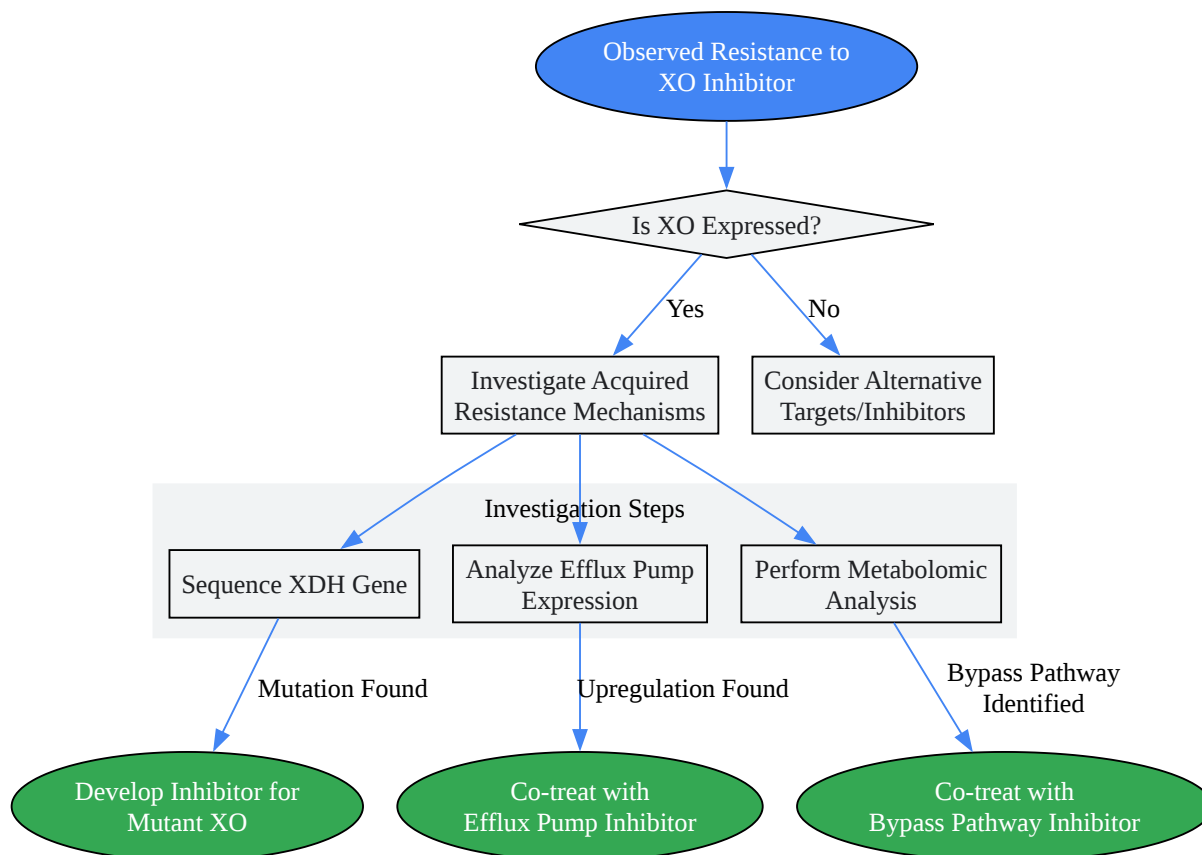 Observed Resistance to
XO Inhibitor
Is XO Expressed?
Yes
No
Investigate Acquired
Resistance Mechanisms
Consider Alternative
Targets/Inhibitors
Investigation Steps
Sequence XDH Gene
Analyze Efflux Pump
Expression
Perform Metabolomic
Analysis
Mutation Found
Upregulation Found
Bypass Pathway
Identified
Develop Inhibitor for
Mutant XO
Co-treat with
Efflux Pump Inhibitor
Co-treat with
Bypass Pathway Inhibitor